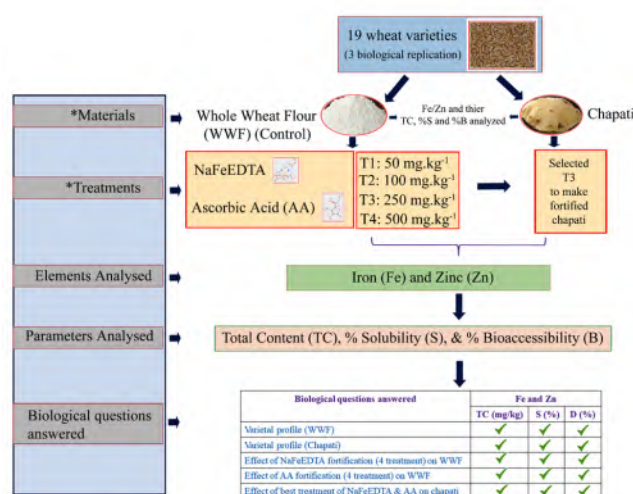 19 wheat varieties
(3 biological replication)
*Materials
Whole Wheat Flour
(WWF) (Control)
Fe/Zn and thier
TC, %S and %B analyzed
Chapati
*Treatments
NaFeEDTA
Ascorbic Acid (AA)
T1: 50 mg.kg⁻¹
T2: 100 mg.kg⁻¹
T3: 250 mg.kg⁻¹
T4: 500 mg.kg⁻¹
Selected
T3
to make
fortified
chapati
Elements Analysed
Iron (Fe) and Zinc (Zn)
Parameters Analysed
Total Content (TC), % Solubility (S), & % Bioaccessibility (B)
Biological questions
answered
Biological questions answered Fe and Zn
TC (mg/kg) S (%) D (%)
Varietal profile (WWF) ✓ ✓ ✓
Varietal profile (Chapati) ✓ ✓ ✓
Effect of NaFeEDTA fortification (4 treatment) on WWF ✓ ✓ ✓
Effect of AA fortification (4 treatment) on WWF ✓ ✓ ✓
Effect of best treatment of NaFeEDTA & AA on chapati ✓ ✓ ✓